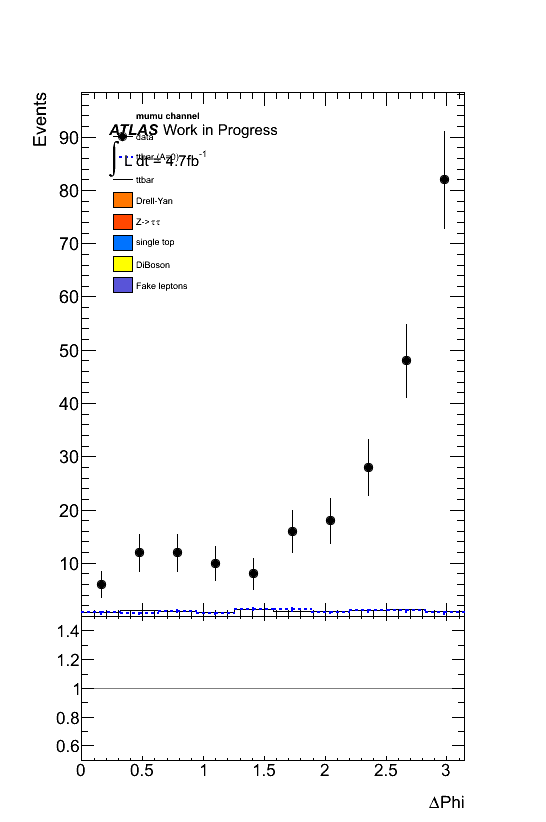 Events
mumu channel
ATLAS Work in Progress
data
ttbar (A=0)
∫ L dt = 4.7fb⁻¹
ttbar
Drell-Yan
Z->ττ
single top
DiBoson
Fake leptons
90
80
70
60
50
40
30
20
10
1.4
1.2
1
0.8
0.6
0 0.5 1 1.5 2 2.5 3
ΔPhi